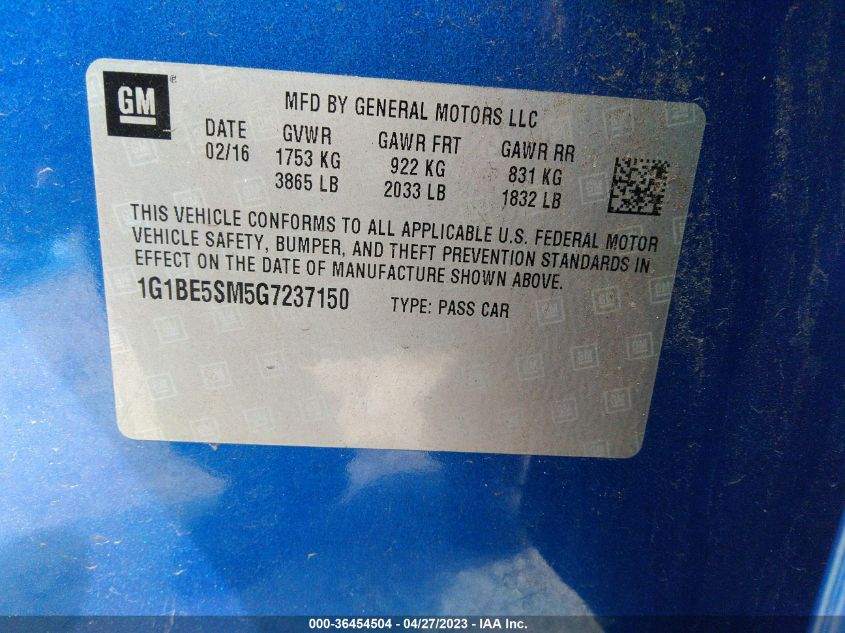 GM®
MFD BY GENERAL MOTORS LLC
DATE GVWR GAWR FRT GAWR RR
02/16 1753 KG 922 KG 831 KG
3865 LB 2033 LB 1832 LB
THIS VEHICLE CONFORMS TO ALL APPLICABLE U.S. FEDERAL MOTOR
VEHICLE SAFETY, BUMPER, AND THEFT PREVENTION STANDARDS IN
EFFECT ON THE DATE OF MANUFACTURE SHOWN ABOVE.
1G1BE5SM5G7237150 TYPE: PASS CAR
000-36454504 - 04/27/2023 - IAA Inc.